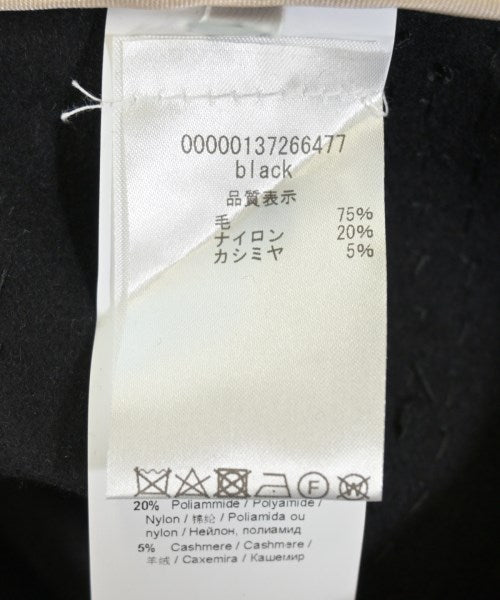 00000137266477
black
品質表示
毛 75%
ナイロン 20%
カシミヤ 5%
F
W
20% Poliammide / Polyamide /
Nylon / 锦纶 / Poliamida ou
nylon / Нейлон, полиамид
5% Cashmere / Cashmere /
羊绒 / Caxemira / Кашемир